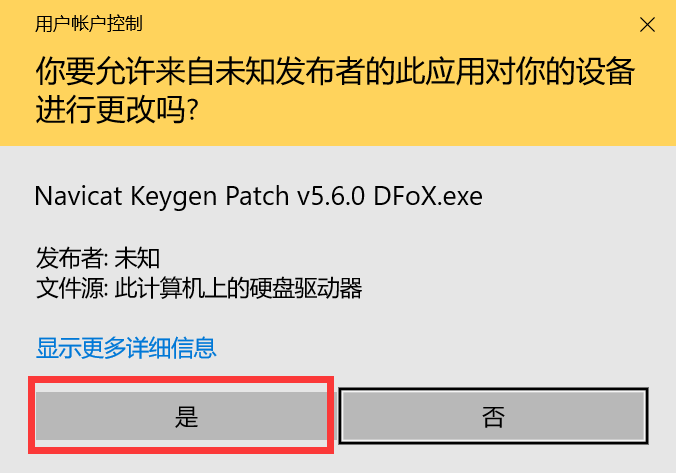 用户帐户控制
你要允许来自未知发布者的此应用对你的设备
进行更改吗?
Navicat Keygen Patch v5.6.0 DFoX.exe
发布者: 未知
文件源: 此计算机上的硬盘驱动器
显示更多详细信息
是
否